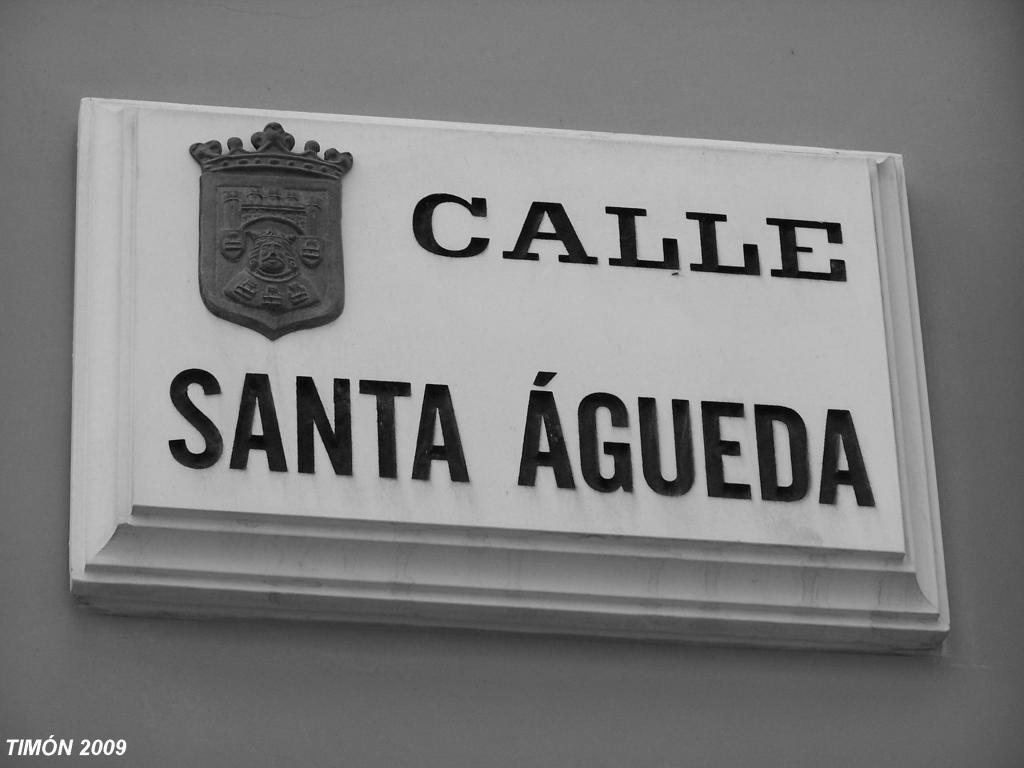 CALLE
SANTA ÁGUEDA
TIMÓN 2009